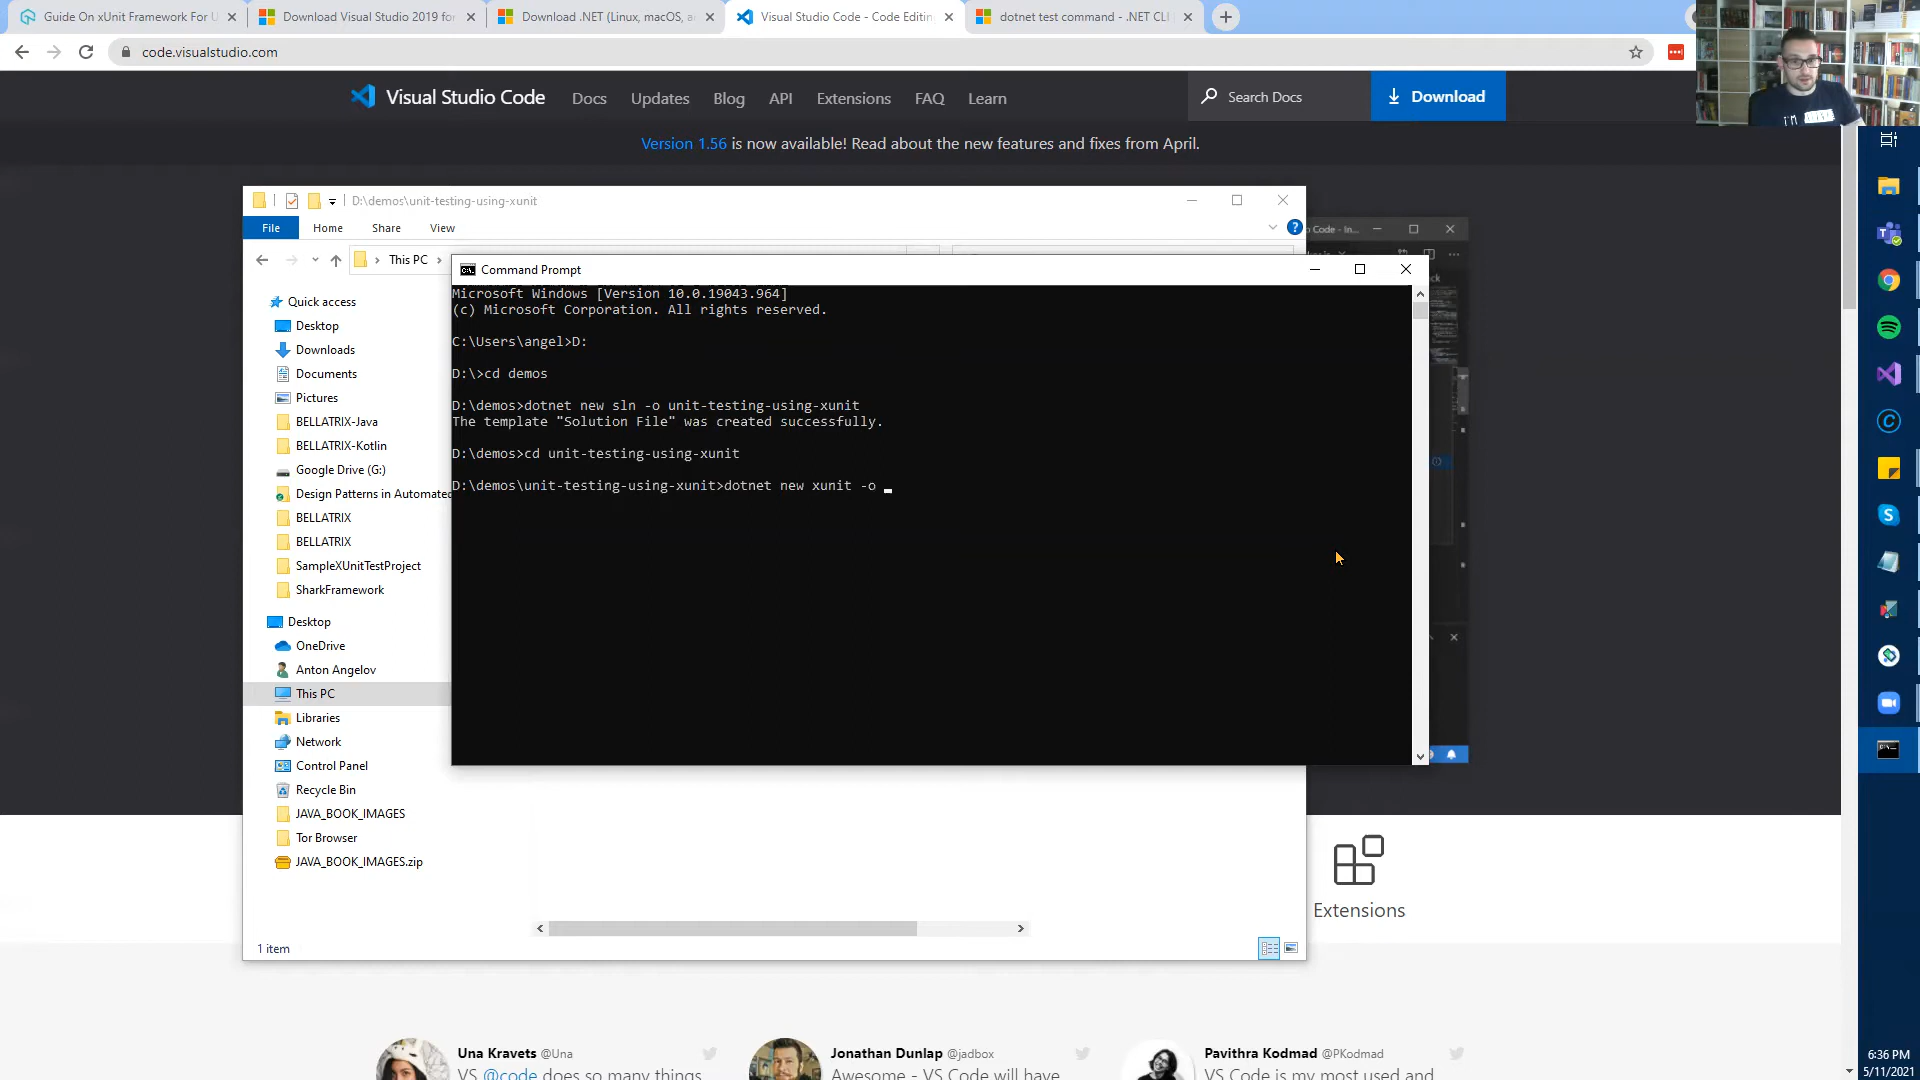 Guide On xUnit Framework For U
Download Visual Studio 2019 for
Download .NET (Linux, macOS, a
Visual Studio Code - Code Editin
dotnet test command - .NET CLI
code.visualstudio.com
Visual Studio Code
Docs
Updates
Blog
API
Extensions
FAQ
Learn
Search Docs
Download
I'M
Version 1.56 is now available! Read about the new features and fixes from April.
D:\demos\unit-testing-using-xunit
File
Home
Share
View
Code - In...
This PC
Command Prompt
Microsoft Windows [Version 10.0.19043.964]
(c) Microsoft Corporation. All rights reserved.
C:\Users\angel>D:
D:\>cd demos
D:\demos>dotnet new sln -o unit-testing-using-xunit
The template "Solution File" was created successfully.
D:\demos>cd unit-testing-using-xunit
D:\demos\unit-testing-using-xunit>dotnet new xunit -o
Quick access
Desktop
Downloads
Documents
Pictures
BELLATRIX-Java
BELLATRIX-Kotlin
Google Drive (G:)
Design Patterns in Automated
BELLATRIX
BELLATRIX
SampleXUnitTestProject
SharkFramework
Desktop
OneDrive
Anton Angelov
This PC
Libraries
Network
Control Panel
Recycle Bin
JAVA_BOOK_IMAGES
Tor Browser
JAVA_BOOK_IMAGES.zip
1 item
Extensions
Una Kravets @Una
VS @code does so many things
Jonathan Dunlap @jadbox
Awesome - VS Code will have
Pavithra Kodmad @PKodmad
VS Code is my most used and
6:36 PM
5/11/2021